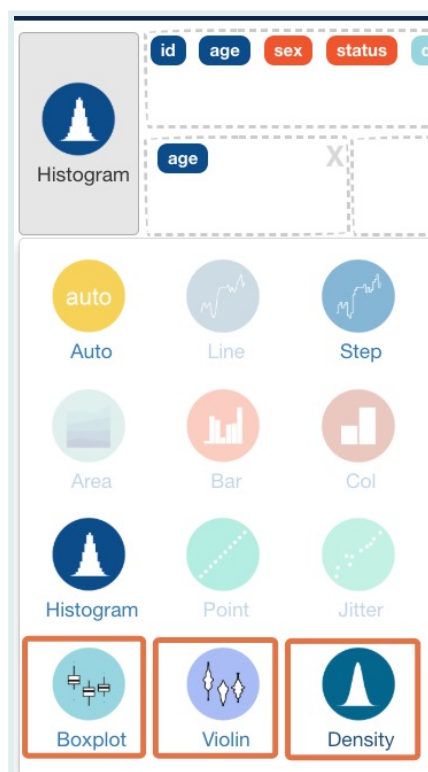 id age sex status
Histogram
age X
auto
Auto Line Step
Area Bar Col
Histogram Point Jitter
Boxplot Violin Density